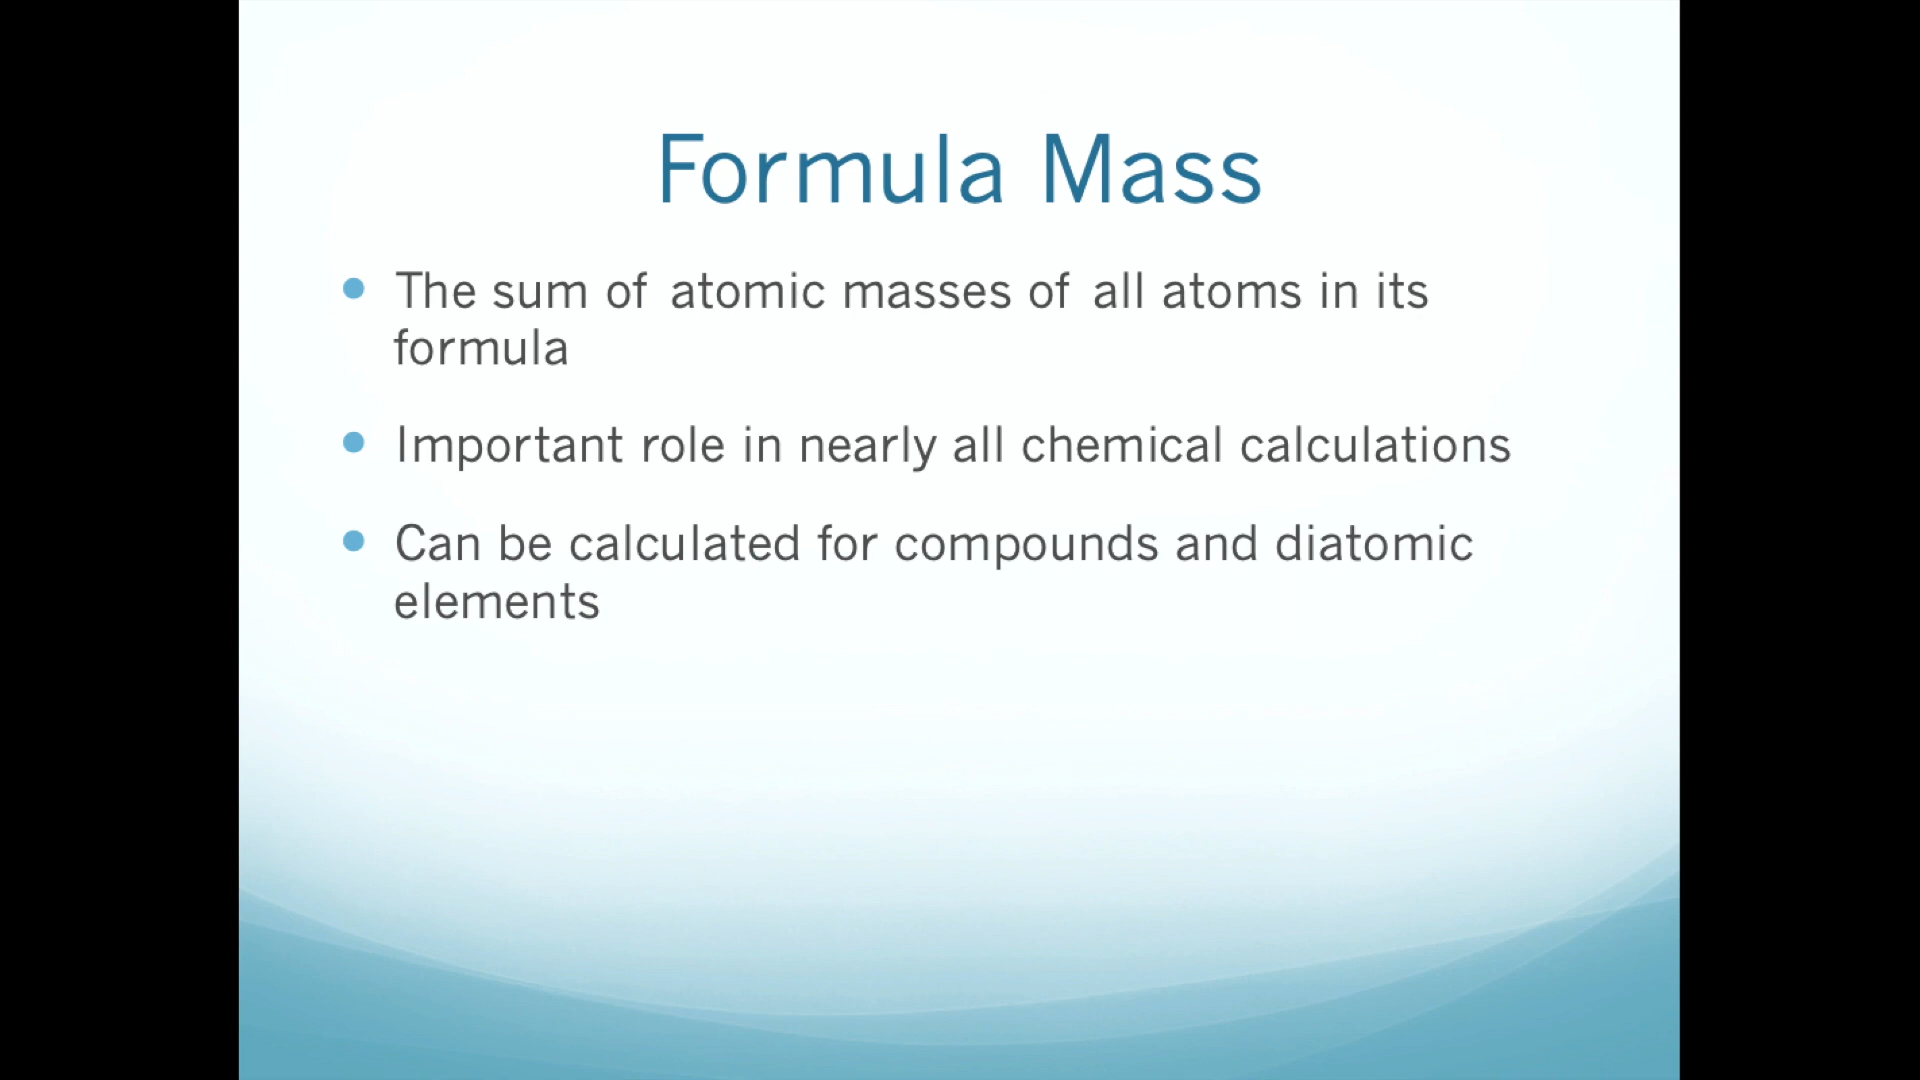 Formula Mass
The sum of atomic masses of all atoms in its
formula
Important role in nearly all chemical calculations
Can be calculated for compounds and diatomic
elements